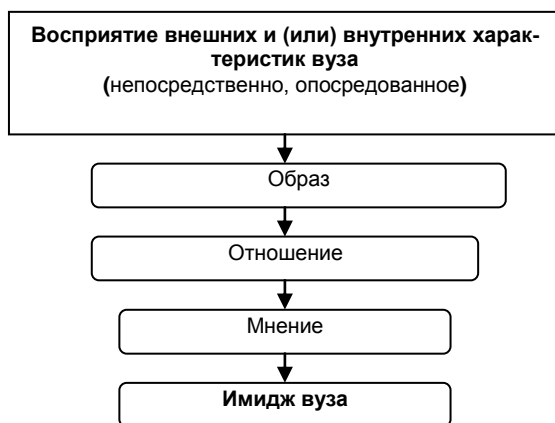 Восприятие внешних и (или) внутренних харак-
теристик вуза
(непосредственно, опосредованное)
Образ
Отношение
Мнение
Имидж вуза